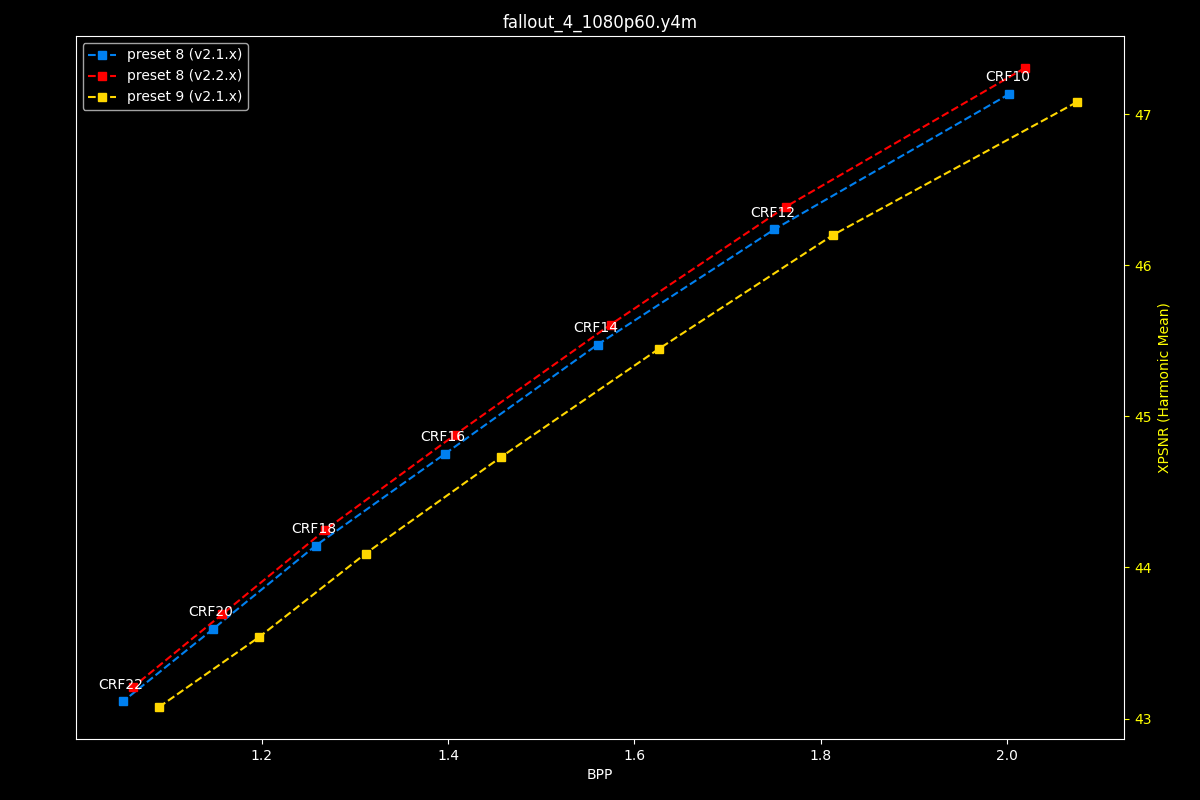 fallout_4_1080p60.y4m
preset 8 (v2.1.x)
preset 8 (v2.2.x)
preset 9 (v2.1.x)
CRF10
CRF12
CRF14
CRF16
CRF18
CRF20
CRF22
47
46
45
44
43
XPSNR (Harmonic Mean)
1.2 1.4 1.6 1.8 2.0
BPP